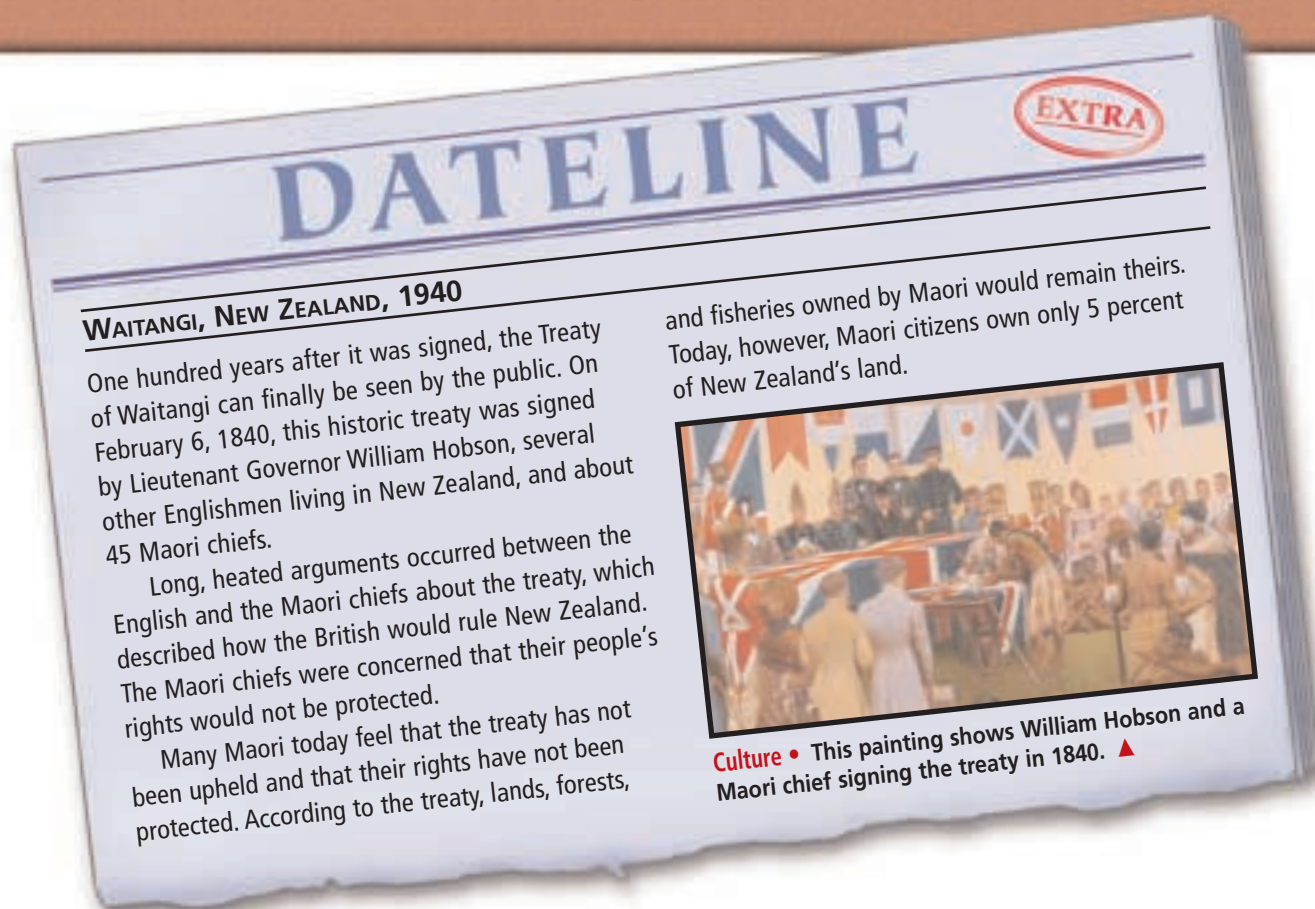 DATELINE
EXTRA
WAITANGI, NEW ZEALAND, 1940
One hundred years after it was signed, the Treaty
of Waitangi can finally be seen by the public. On
February 6, 1840, this historic treaty was signed
by Lieutenant Governor William Hobson, several
other Englishmen living in New Zealand, and about
45 Maori chiefs.
Long, heated arguments occurred between the
English and the Maori chiefs about the treaty, which
described how the British would rule New Zealand.
The Maori chiefs were concerned that their people's
rights would not be protected.
Many Maori today feel that the treaty has not
been upheld and that their rights have not been
protected. According to the treaty, lands, forests,
and fisheries owned by Maori would remain theirs.
Today, however, Maori citizens own only 5 percent
of New Zealand's land.
Culture • This painting shows William Hobson and a
Maori chief signing the treaty in 1840. ▲